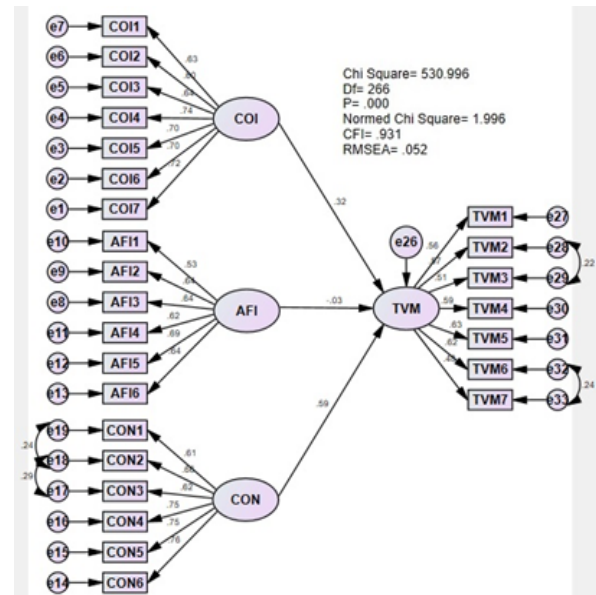 e7
COI1
e6
COI2
e5
COI3
e4
COI4
e3
COI5
e2
COI6
e1
COI7
.63
.64
.74
.70
.70
.72
COI
Chi Square= 530.996
Df= 266
P= .000
Normed Chi Square= 1.996
CFI= .931
RMSEA= .052
.32
e10
AFI1
e9
AFI2
e8
AFI3
e11
AFI4
e12
AFI5
e13
AFI6
.53
.64
.64
.62
.69
.64
AFI
-.03
e19
CON1
e18
CON2
e17
CON3
e16
CON4
e15
CON5
e14
CON6
.24
.29
.61
.62
.75
.75
.76
CON
.59
e26
TVM
.56
.51
.59
.63
.62
TVM1
e27
TVM2
e28
TVM3
e29
TVM4
e30
TVM5
e31
TVM6
e32
TVM7
e33
.22
.24